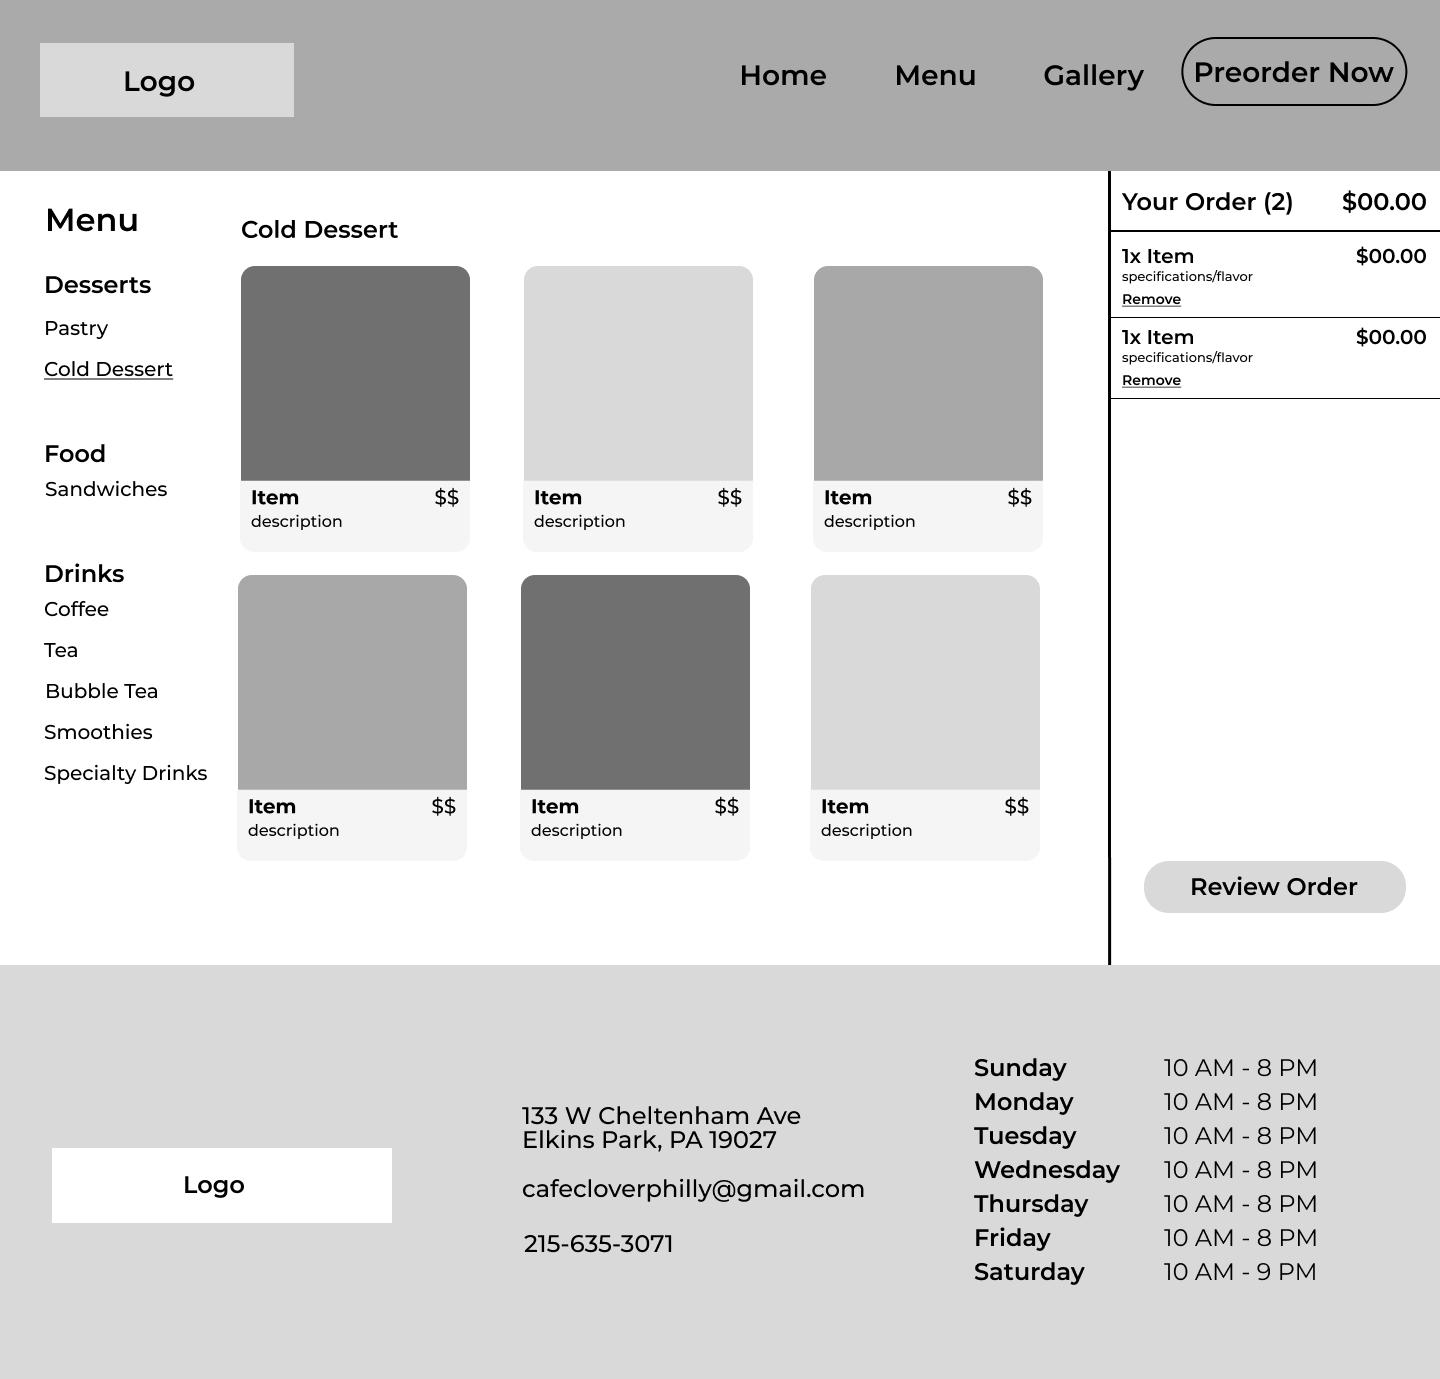 Logo
Home
Menu
Gallery
Preorder Now
Menu
Desserts
Pastry
Cold Dessert
Food
Sandwiches
Drinks
Coffee
Tea
Bubble Tea
Smoothies
Specialty Drinks
Cold Dessert
Item $$
description
Item $$
description
Item $$
description
Item $$
description
Item $$
description
Item $$
description
Your Order (2) $00.00
1x Item $00.00
specifications/flavor
Remove
1x Item $00.00
specifications/flavor
Remove
Review Order
Logo
133 W Cheltenham Ave
Elkins Park, PA 19027
cafecloverphilly@gmail.com
215-635-3071
Sunday 10 AM - 8 PM
Monday 10 AM - 8 PM
Tuesday 10 AM - 8 PM
Wednesday 10 AM - 8 PM
Thursday 10 AM - 8 PM
Friday 10 AM - 8 PM
Saturday 10 AM - 9 PM